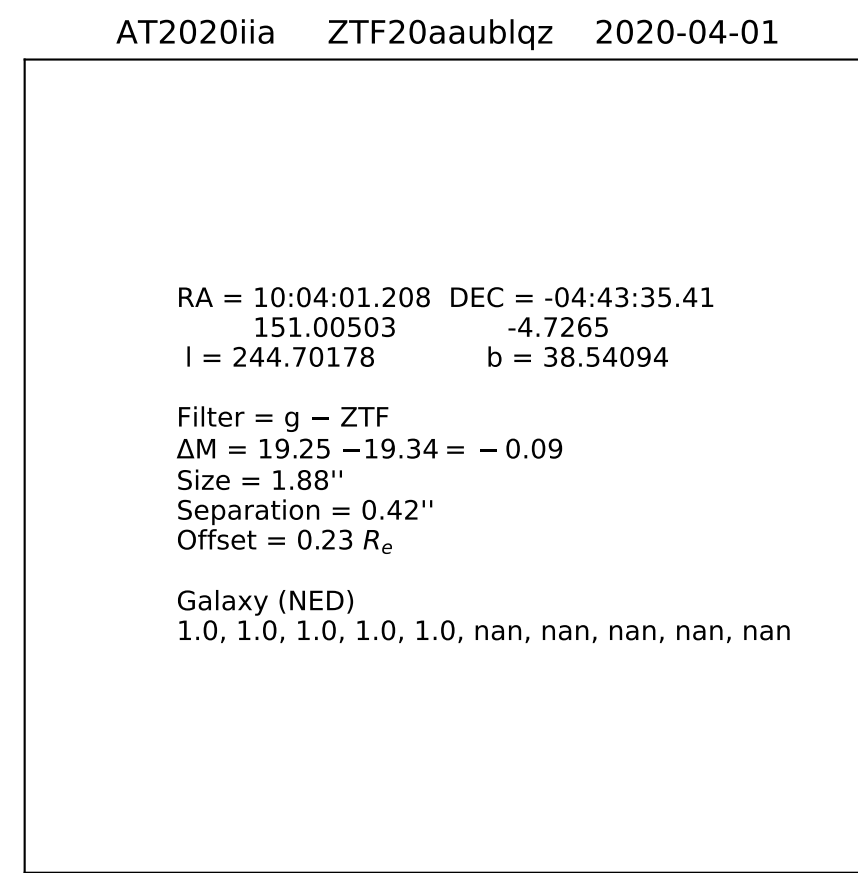 AT2020iia ZTF20aaublqz 2020-04-01
RA = 10:04:01.208 DEC = -04:43:35.41
151.00503 -4.7265
l = 244.70178 b = 38.54094
Filter = g − ZTF
ΔM = 19.25 −19.34 = − 0.09
Size = 1.88''
Separation = 0.42''
Offset = 0.23 Rₑ
Galaxy (NED)
1.0, 1.0, 1.0, 1.0, 1.0, nan, nan, nan, nan, nan